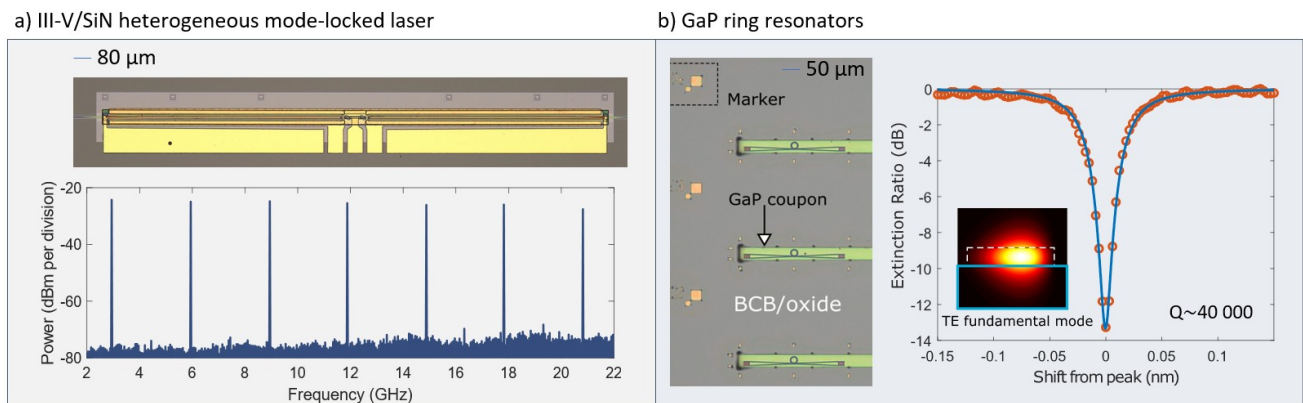 a) III-V/SiN heterogeneous mode-locked laser
80 µm
-20
-40
-60
-80
Power (dBm per division)
2 4 6 8 10 12 14 16 18 20 22
Frequency (GHz)
b) GaP ring resonators
50 µm
Marker
GaP coupon
BCB/oxide
0
-2
-4
-6
-8
-10
-12
-14
Extinction Ratio (dB)
TE fundamental mode
Q~40 000
-0.15 -0.1 -0.05 0 0.05 0.1
Shift from peak (nm)